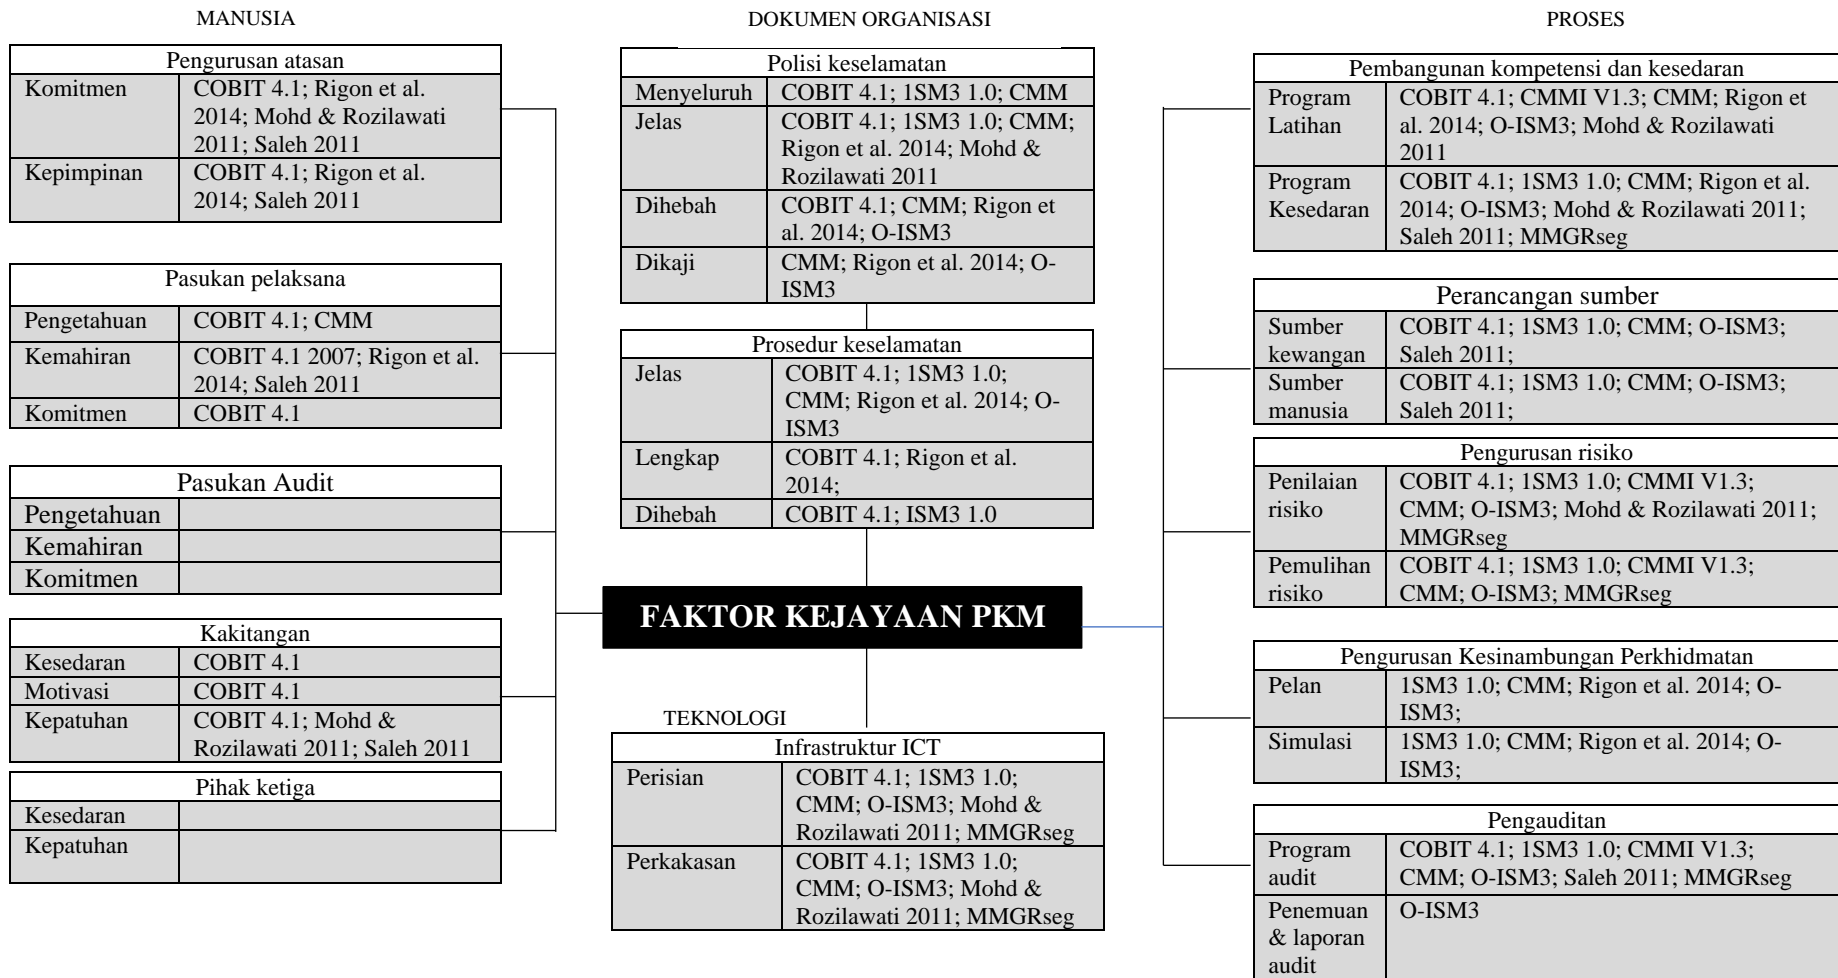 MANUSIA
Pengurusan atasan
Komitmen
COBIT 4.1; Rigon et al.
2014; Mohd & Rozilawati
2011; Saleh 2011
Kepimpinan
COBIT 4.1; Rigon et al.
2014; Saleh 2011
Pasukan pelaksana
Pengetahuan
COBIT 4.1; CMM
Kemahiran
COBIT 4.1 2007; Rigon et al.
2014; Saleh 2011
Komitmen
COBIT 4.1
Pasukan Audit
Pengetahuan
Kemahiran
Komitmen
Kakitangan
Kesedaran
COBIT 4.1
Motivasi
COBIT 4.1
Kepatuhan
COBIT 4.1; Mohd &
Rozilawati 2011; Saleh 2011
Pihak ketiga
Kesedaran
Kepatuhan
DOKUMEN ORGANISASI
Polisi keselamatan
Menyeluruh
COBIT 4.1; 1SM3 1.0; CMM
Jelas
COBIT 4.1; 1SM3 1.0; CMM;
Rigon et al. 2014; Mohd &
Rozilawati 2011
Dihebah
COBIT 4.1; CMM; Rigon et
al. 2014; O-ISM3
Dikaji
CMM; Rigon et al. 2014; O-
ISM3
Prosedur keselamatan
Jelas
COBIT 4.1; 1SM3 1.0;
CMM; Rigon et al. 2014; O-
ISM3
Lengkap
COBIT 4.1; Rigon et al.
2014;
Dihebah
COBIT 4.1; ISM3 1.0
FAKTOR KEJAYAAN PKM
TEKNOLOGI
Infrastruktur ICT
Perisian
COBIT 4.1; 1SM3 1.0;
CMM; O-ISM3; Mohd &
Rozilawati 2011; MMGRseg
Perkakasan
COBIT 4.1; 1SM3 1.0;
CMM; O-ISM3; Mohd &
Rozilawati 2011; MMGRseg
PROSES
Pembangunan kompetensi dan kesedaran
Program
Latihan
COBIT 4.1; CMMI V1.3; CMM; Rigon et
al. 2014; O-ISM3; Mohd & Rozilawati
2011
Program
Kesedaran
COBIT 4.1; 1SM3 1.0; CMM; Rigon et al.
2014; O-ISM3; Mohd & Rozilawati 2011;
Saleh 2011; MMGRseg
Perancangan sumber
Sumber
kewangan
COBIT 4.1; 1SM3 1.0; CMM; O-ISM3;
Saleh 2011;
Sumber
manusia
COBIT 4.1; 1SM3 1.0; CMM; O-ISM3;
Saleh 2011;
Pengurusan risiko
Penilaian
risiko
COBIT 4.1; 1SM3 1.0; CMMI V1.3;
CMM; O-ISM3; Mohd & Rozilawati 2011;
MMGRseg
Pemulihan
risiko
COBIT 4.1; 1SM3 1.0; CMMI V1.3;
CMM; O-ISM3; MMGRseg
Pengurusan Kesinambungan Perkhidmatan
Pelan
1SM3 1.0; CMM; Rigon et al. 2014; O-
ISM3;
Simulasi
1SM3 1.0; CMM; Rigon et al. 2014; O-
ISM3;
Pengauditan
Program
audit
COBIT 4.1; 1SM3 1.0; CMMI V1.3;
CMM; O-ISM3; Saleh 2011; MMGRseg
Penemuan
& laporan
audit
O-ISM3